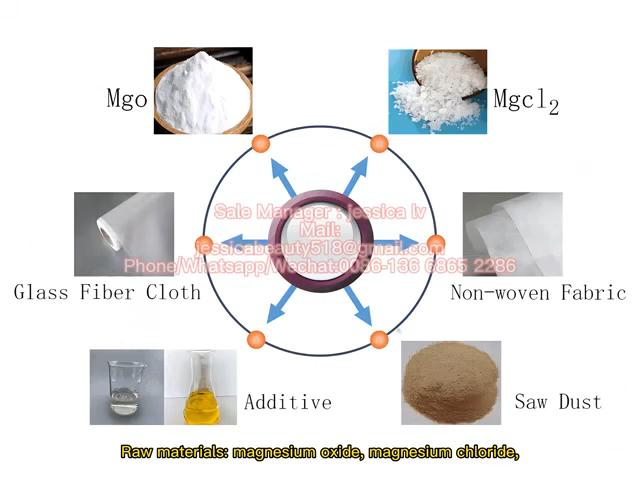 Mgo
Mgcl2
Sale Manager : jessica lv
Mail:
jessicabeauty518@gmail.com
Phone/Whatsapp/Wechat:0086-136 6865 2286
Glass Fiber Cloth
Non-woven Fabric
Additive
Saw Dust
Raw materials: magnesium oxide, magnesium chloride,